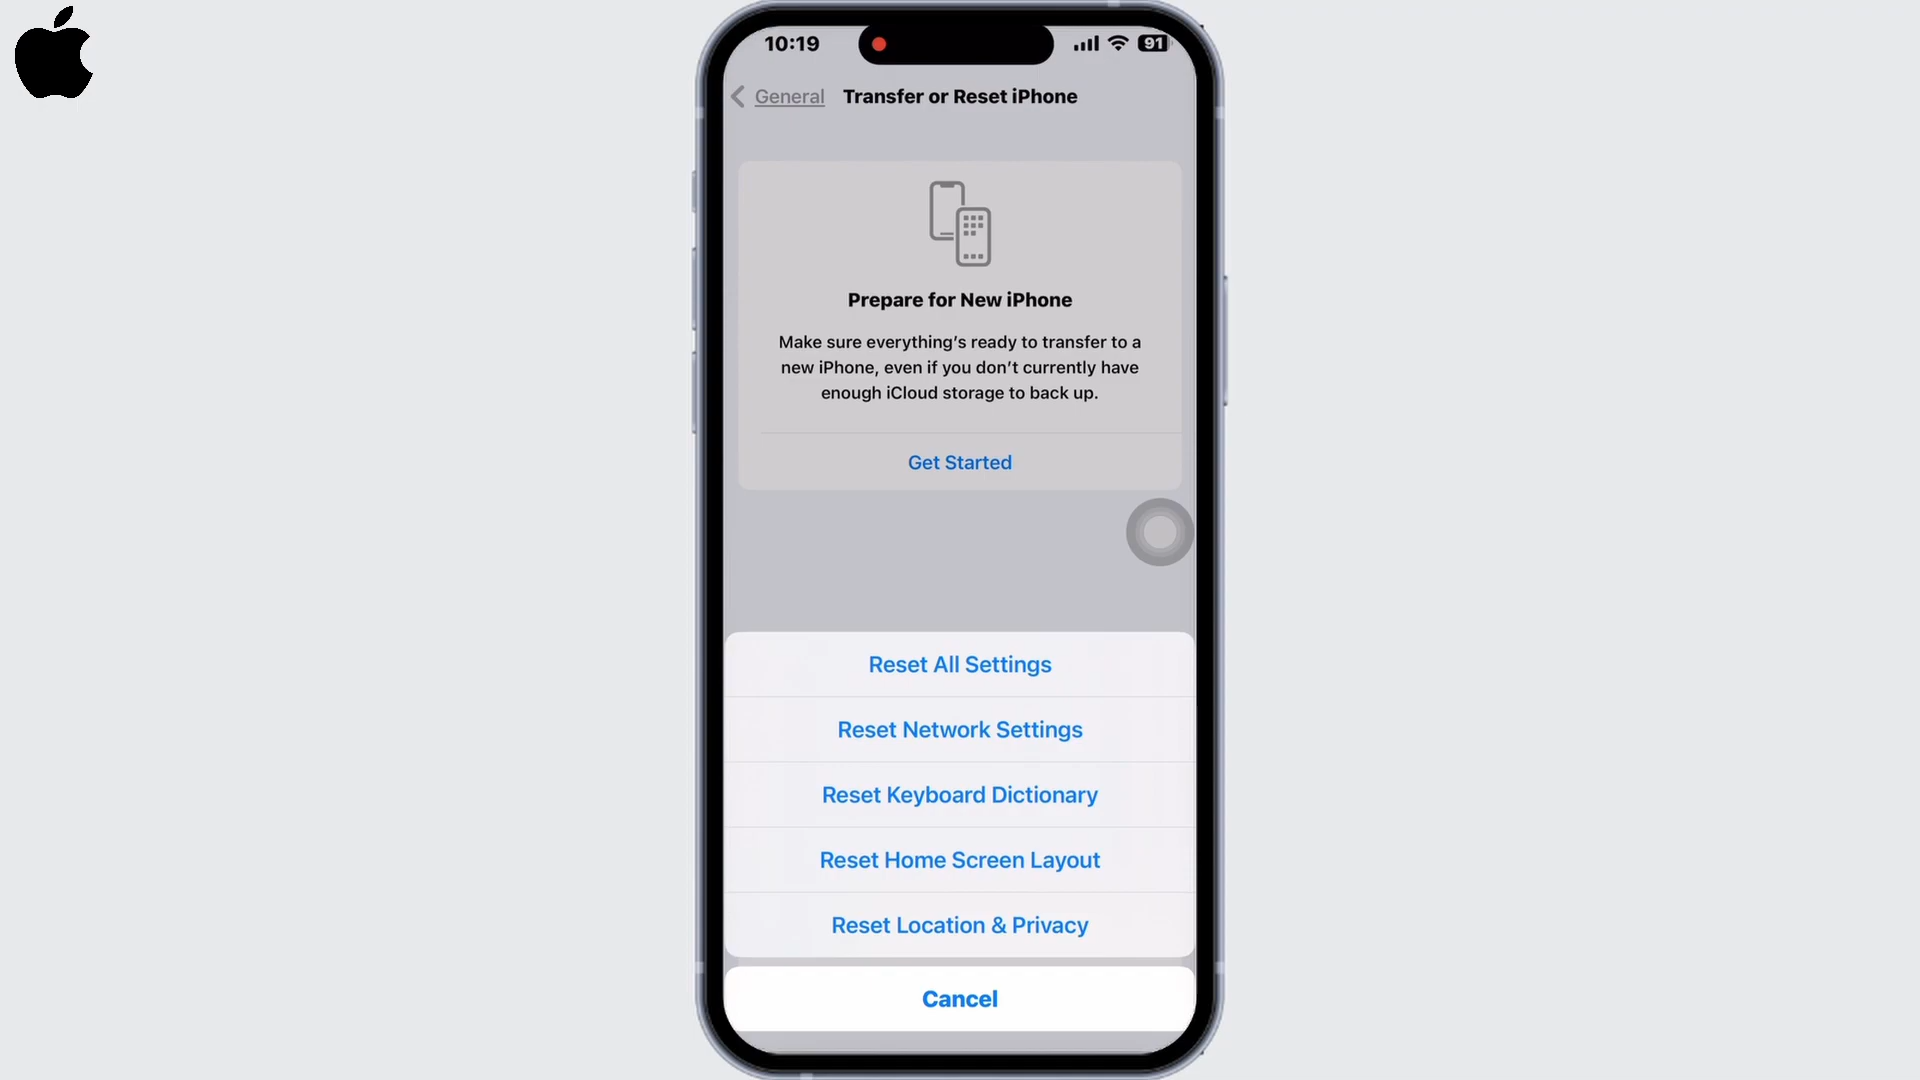 10:19
91
General
Transfer or Reset iPhone
Prepare for New iPhone
Make sure everything’s ready to transfer to a
new iPhone, even if you don’t currently have
enough iCloud storage to back up.
Get Started
Reset All Settings
Reset Network Settings
Reset Keyboard Dictionary
Reset Home Screen Layout
Reset Location & Privacy
Cancel